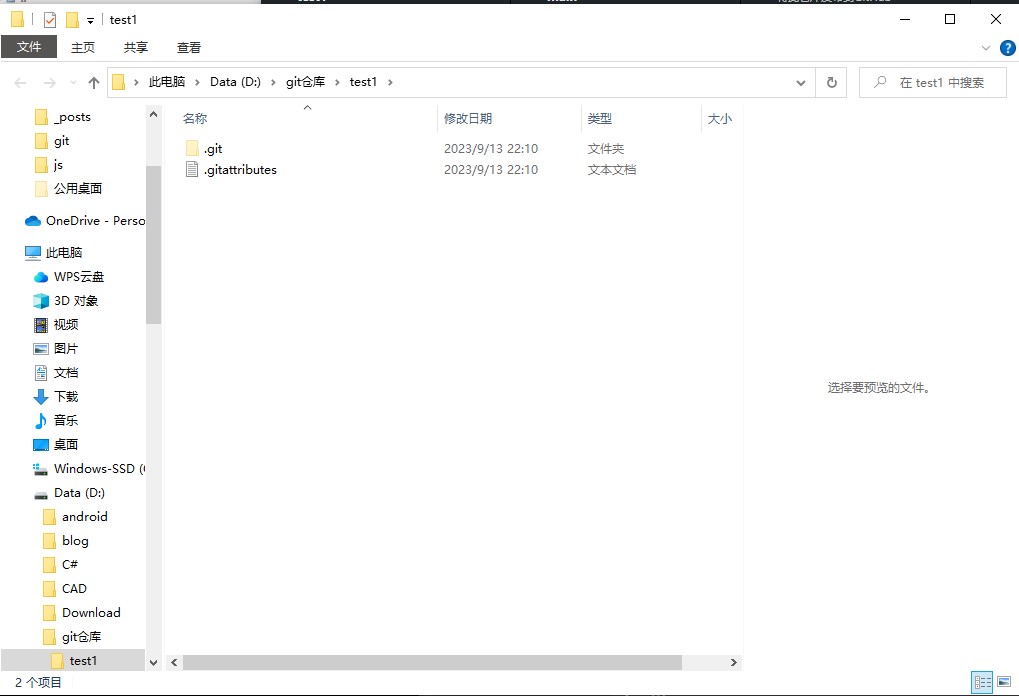 test1
文件 主页 共享 查看
此电脑 Data (D:) git仓库 test1
在 test1 中搜索
_posts
git
js
公用桌面
OneDrive - Perso
此电脑
WPS云盘
3D 对象
视频
图片
文档
下载
音乐
桌面
Windows-SSD (
Data (D:)
android
blog
C#
CAD
Download
git仓库
test1
名称 修改日期 类型 大小
.git 2023/9/13 22:10 文件夹
.gitattributes 2023/9/13 22:10 文本文档
选择要预览的文件。
2 个项目